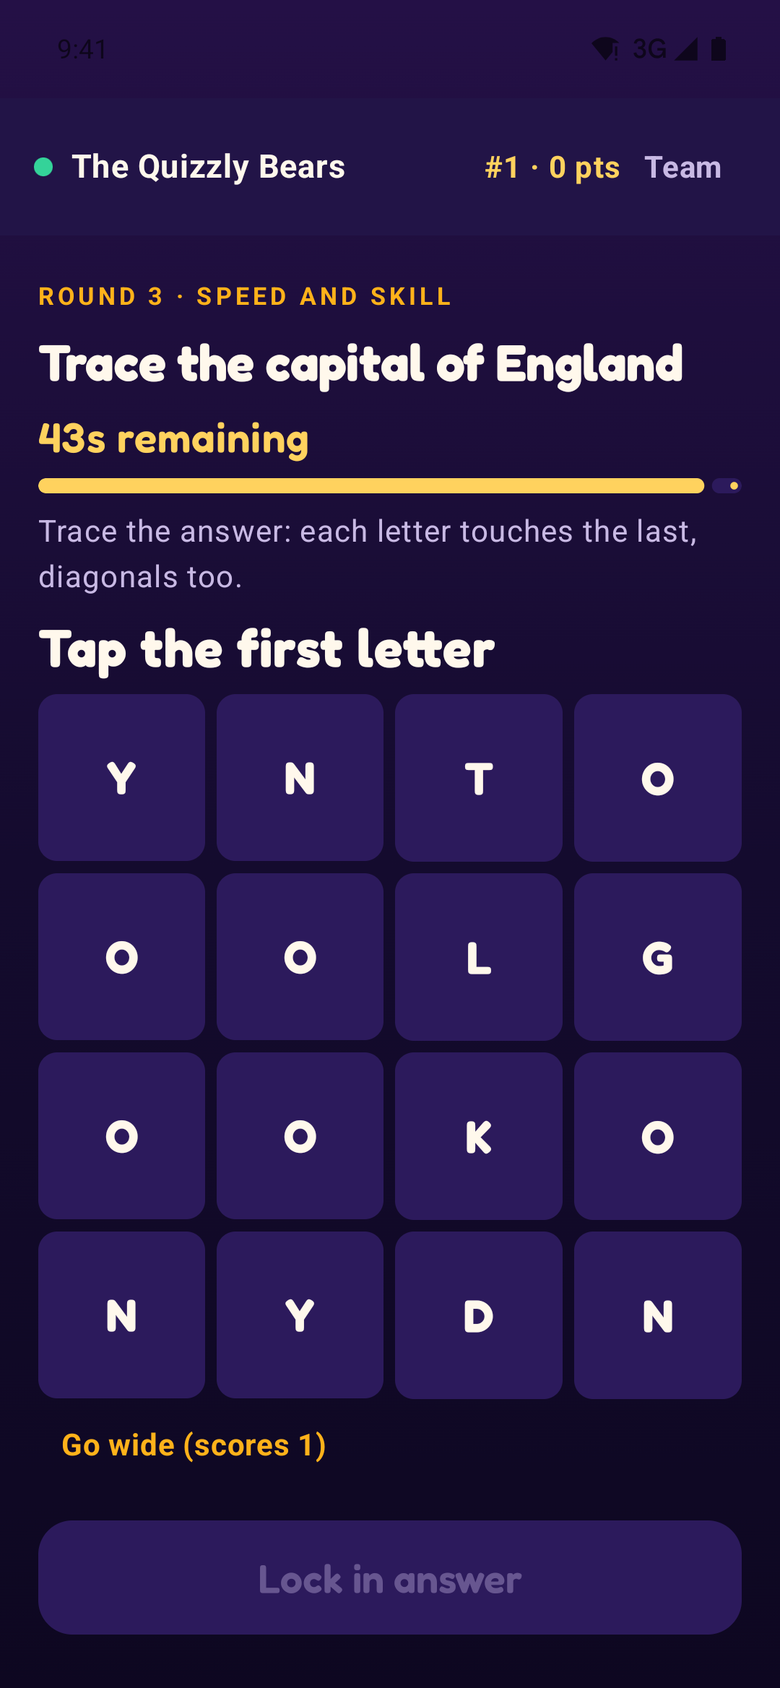 9:41
3G
The Quizzly Bears
#1 · 0 pts Team
ROUND 3 · SPEED AND SKILL
Trace the capital of England
43s remaining
Trace the answer: each letter touches the last,
diagonals too.
Tap the first letter
Y N T O
O O L G
O O K O
N Y D N
Go wide (scores 1)
Lock in answer